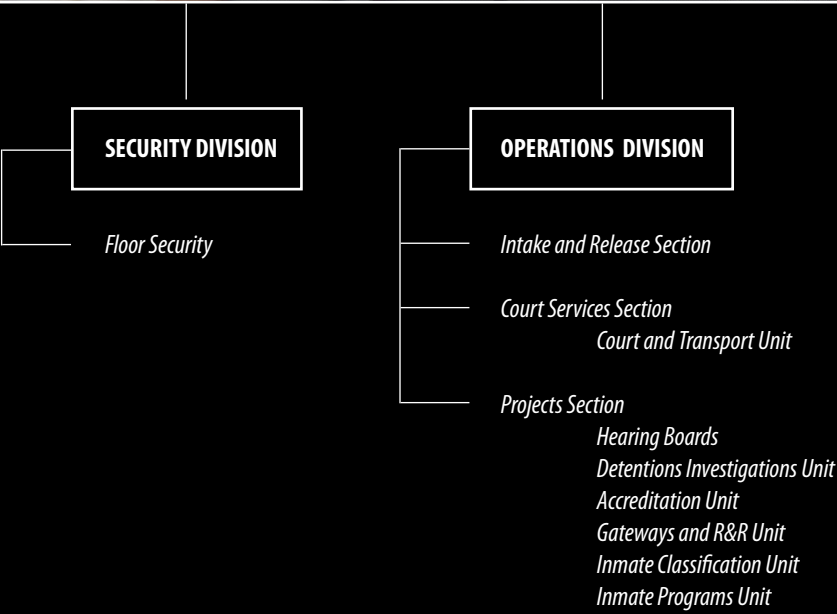 SECURITY DIVISION
Floor Security
OPERATIONS DIVISION
Intake and Release Section
Court Services Section
Court and Transport Unit
Projects Section
Hearing Boards
Detentions Investigations Unit
Accreditation Unit
Gateways and R&R Unit
Inmate Classification Unit
Inmate Programs Unit